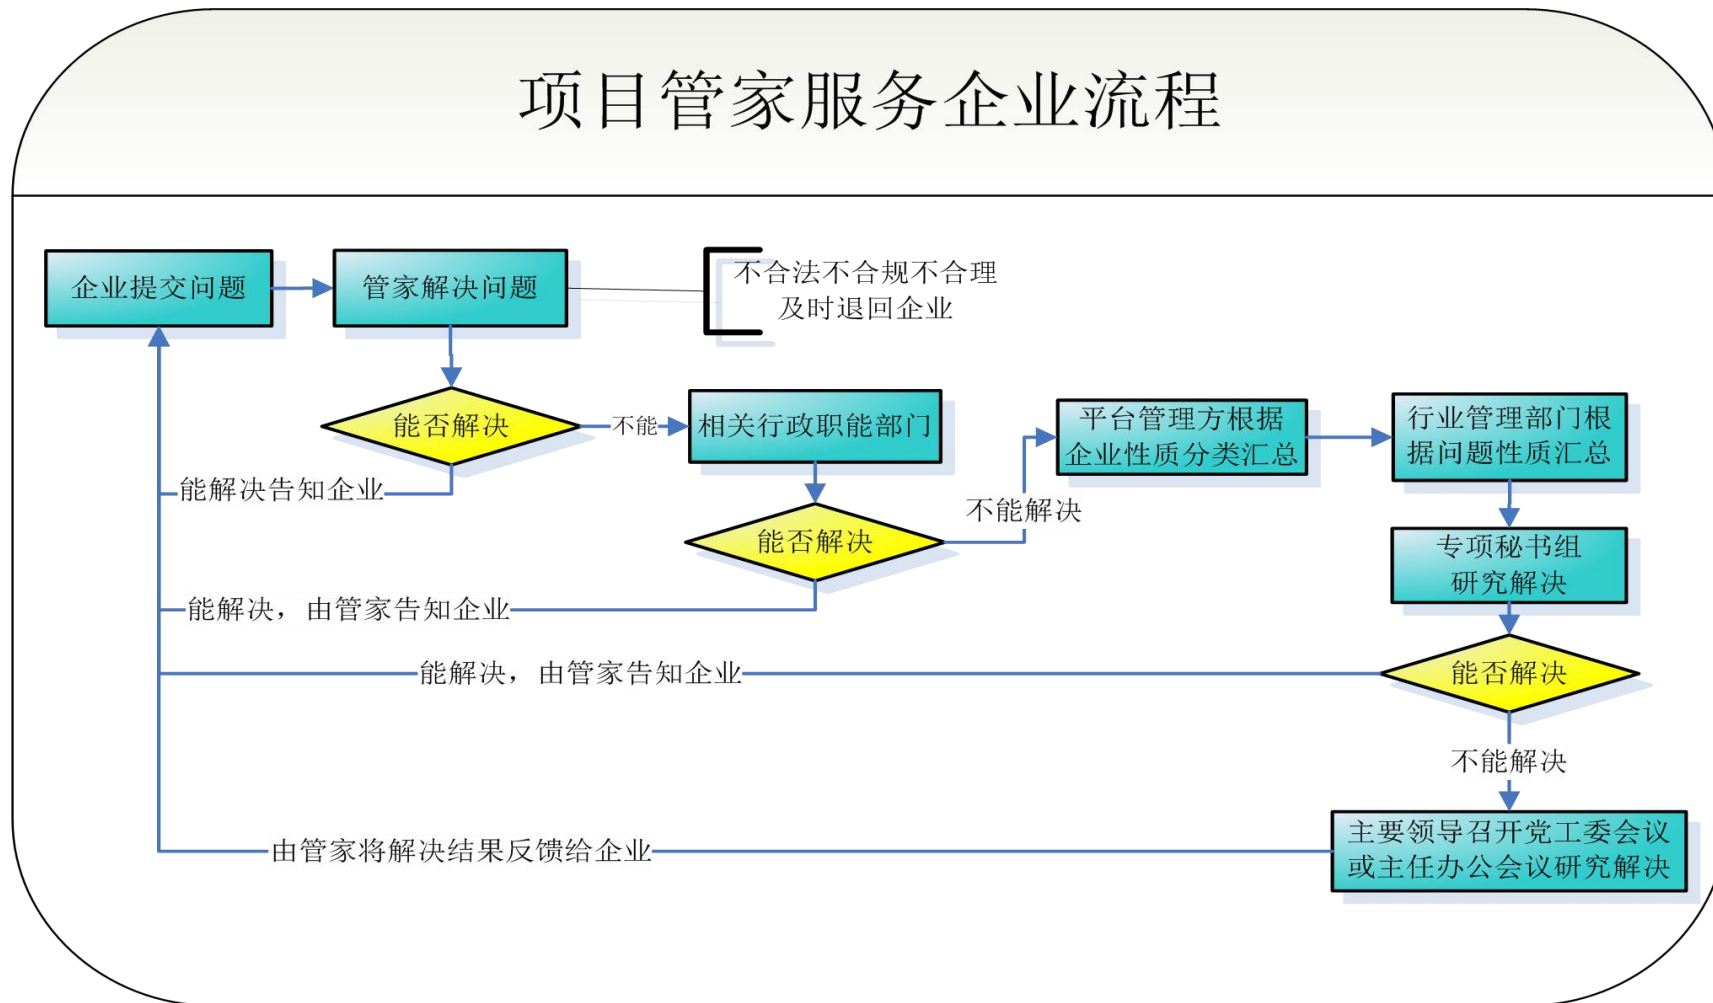 项目管家服务企业流程
企业提交问题
管家解决问题
不合法不合规不合理
及时退回企业
能否解决
不能
相关行政职能部门
平台管理方根据
企业性质分类汇总
行业管理部门根
据问题性质汇总
能解决告知企业
不能解决
能否解决
专项秘书组
研究解决
能解决，由管家告知企业
能解决，由管家告知企业
能否解决
不能解决
由管家将解决结果反馈给企业
主要领导召开党工委会议
或主任办公会议研究解决